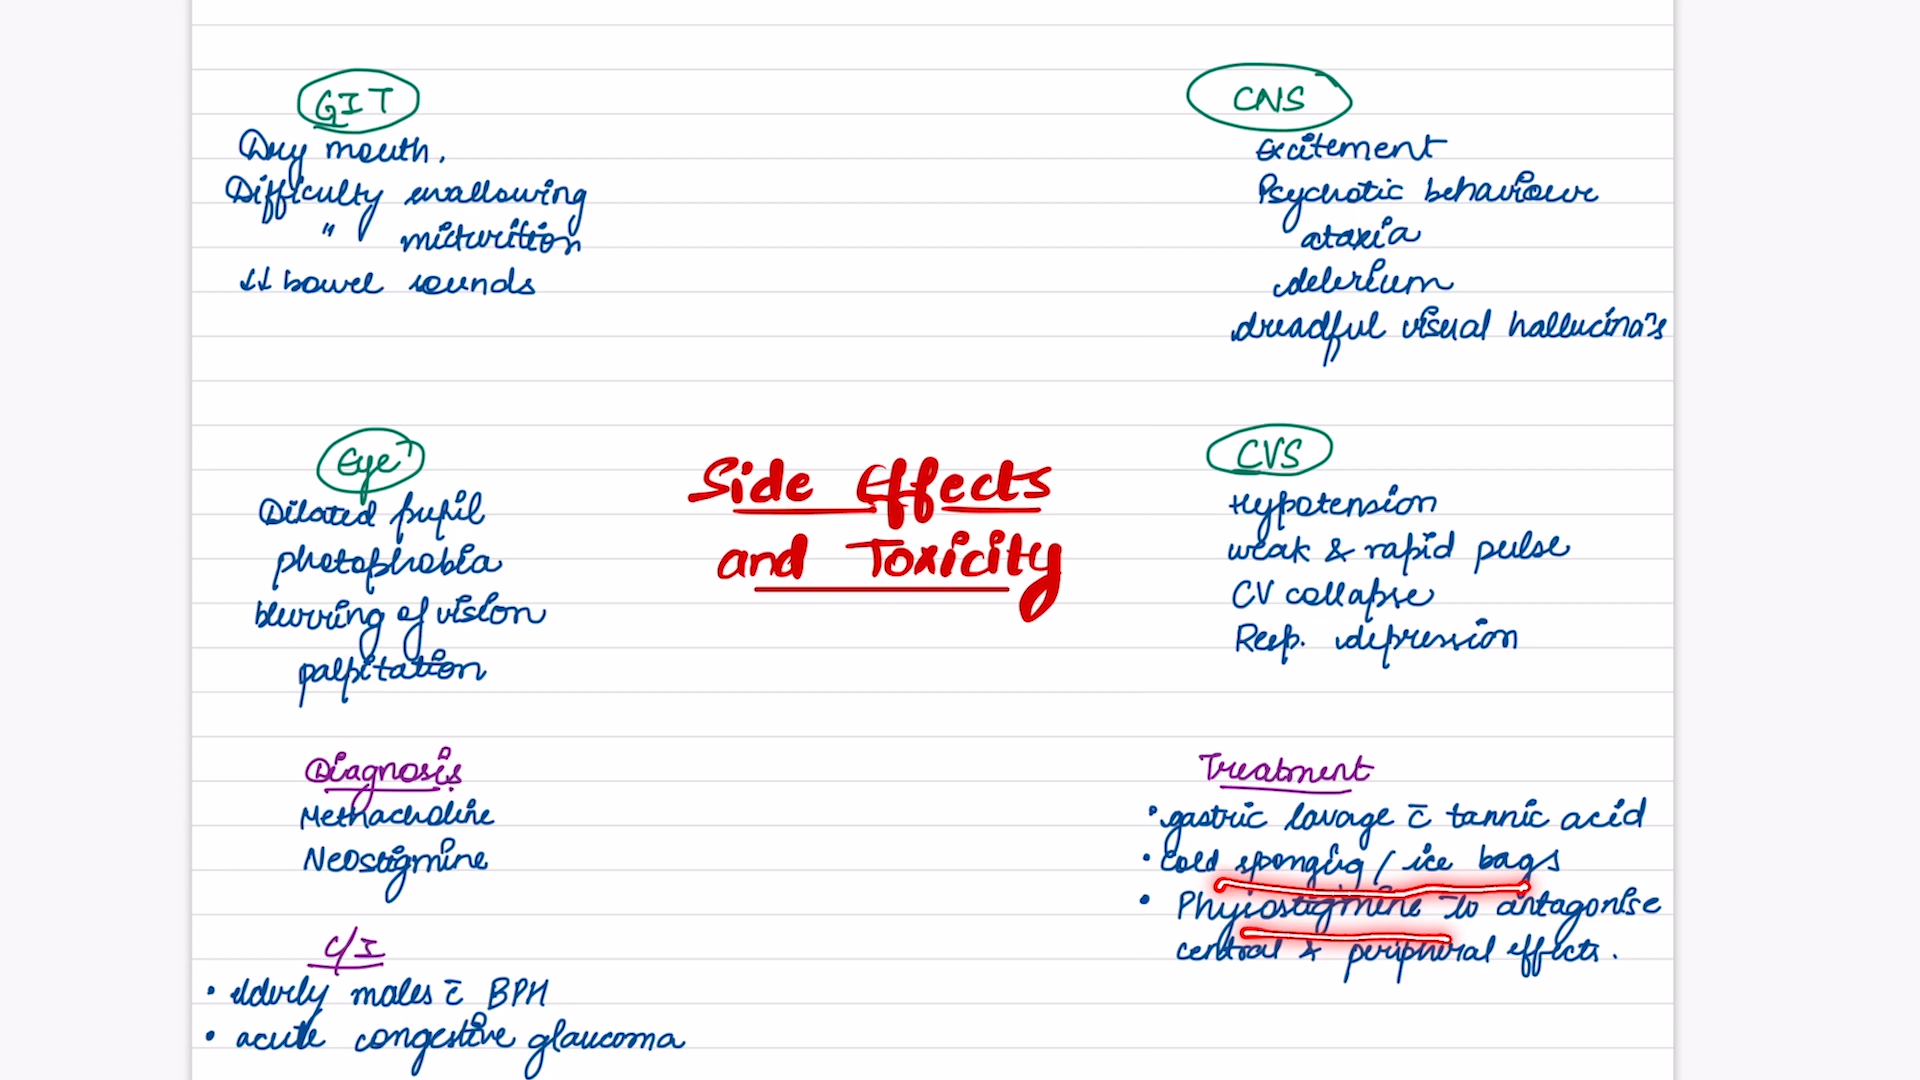 GIT
Dry mouth,
Difficulty swallowing
" micturition
↓↓ bowel sounds
CNS
Excitement
Psychotic behaviour
ataxia
delerium
dreadful visual hallucino's
Eye
Dilated pupil
photophobia
blurring of vision
palpitation
Side Effects
and Toxicity
CVS
Hypotension
weak & rapid pulse
CV collapse
Resp. depression
Diagnosis
Methacholine
Neostigmine
C/I
• elderly males c̄ BPH
• acute congestive glaucoma
Treatment
• gastric lavage c̄ tannic acid
• cold sponging / ice bags
• Physostigmine to antagonise
central & peripheral effects.